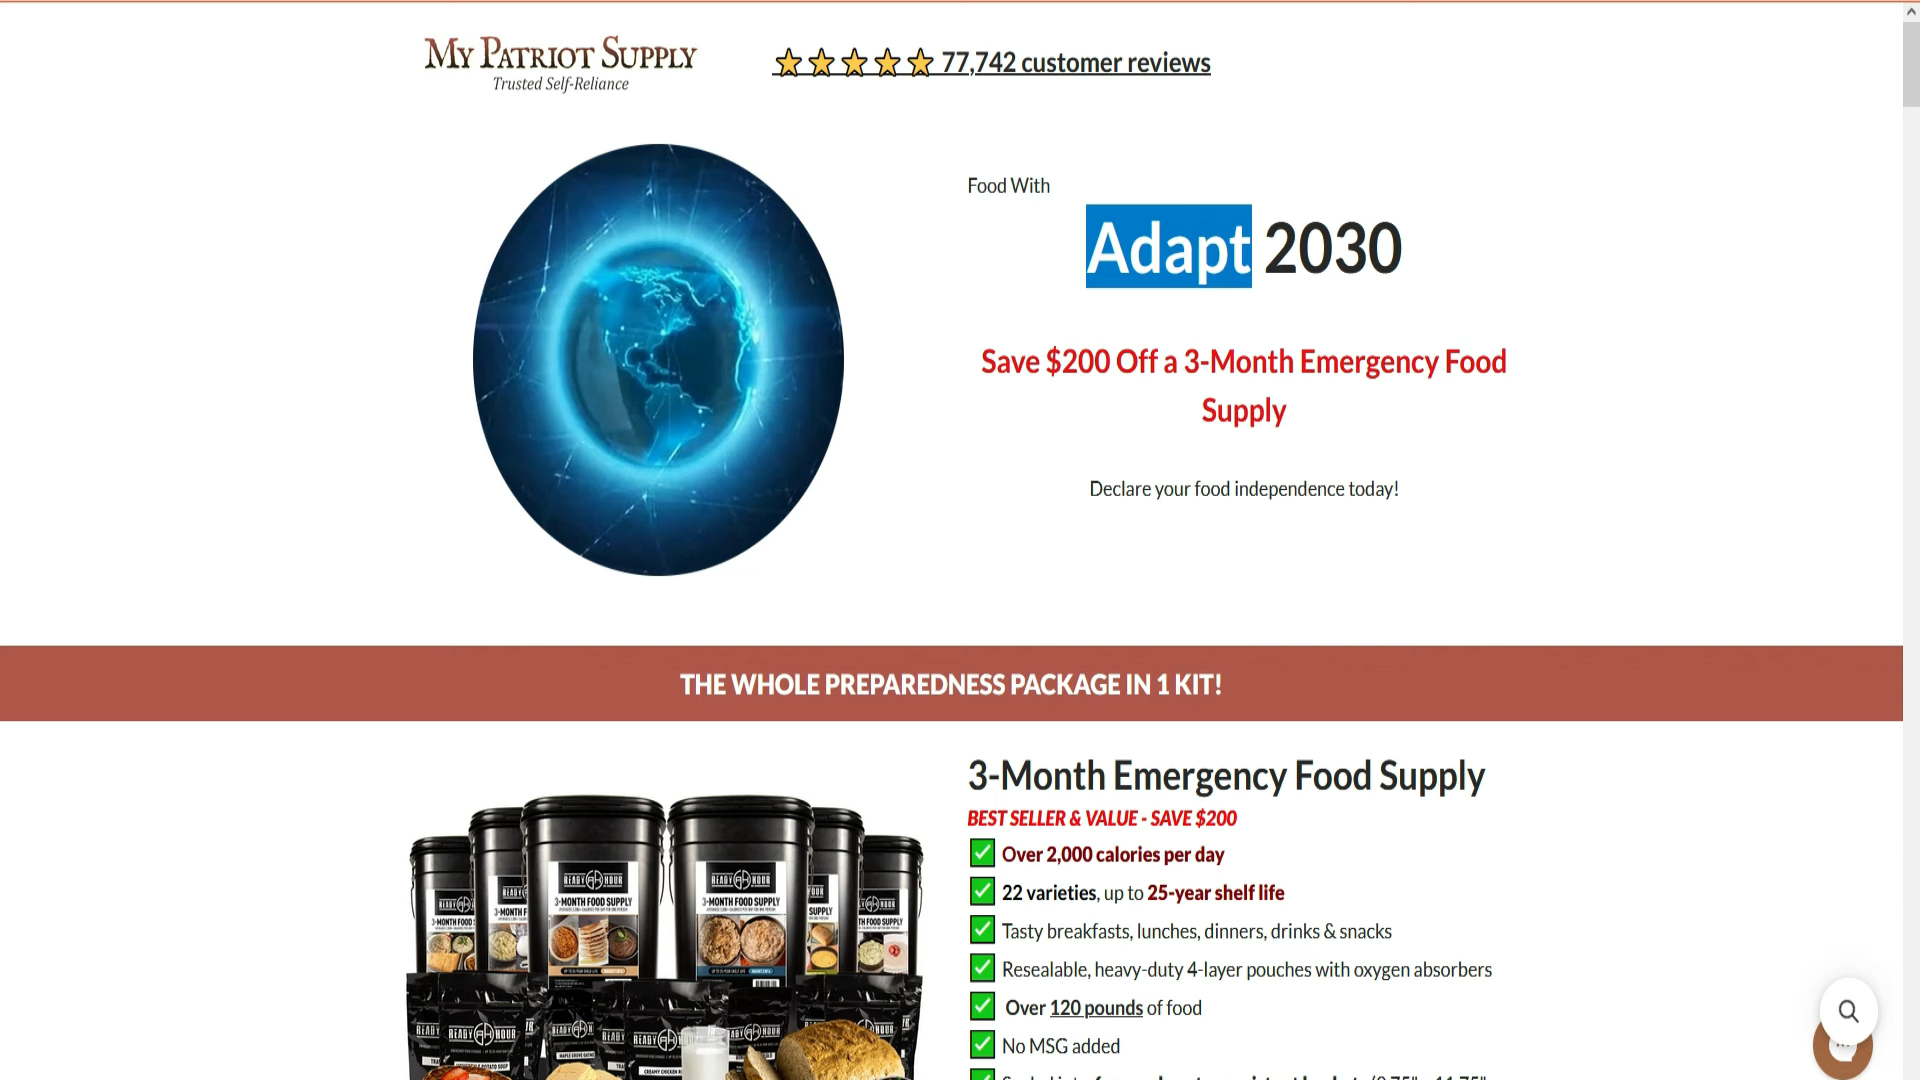 My Patriot Supply
Trusted Self-Reliance
77,742 customer reviews
Food With
Adapt 2030
Save $200 Off a 3-Month Emergency Food
Supply
Declare your food independence today!
THE WHOLE PREPAREDNESS PACKAGE IN 1 KIT!
3-Month Emergency Food Supply
BEST SELLER & VALUE - SAVE $200
Over 2,000 calories per day
22 varieties, up to 25-year shelf life
Tasty breakfasts, lunches, dinners, drinks & snacks
Resealable, heavy-duty 4-layer pouches with oxygen absorbers
Over 120 pounds of food
No MSG added
READY HOUR
3-MONTH FOOD SUPPLY
READY HOUR
3-MONTH FOOD SUPPLY